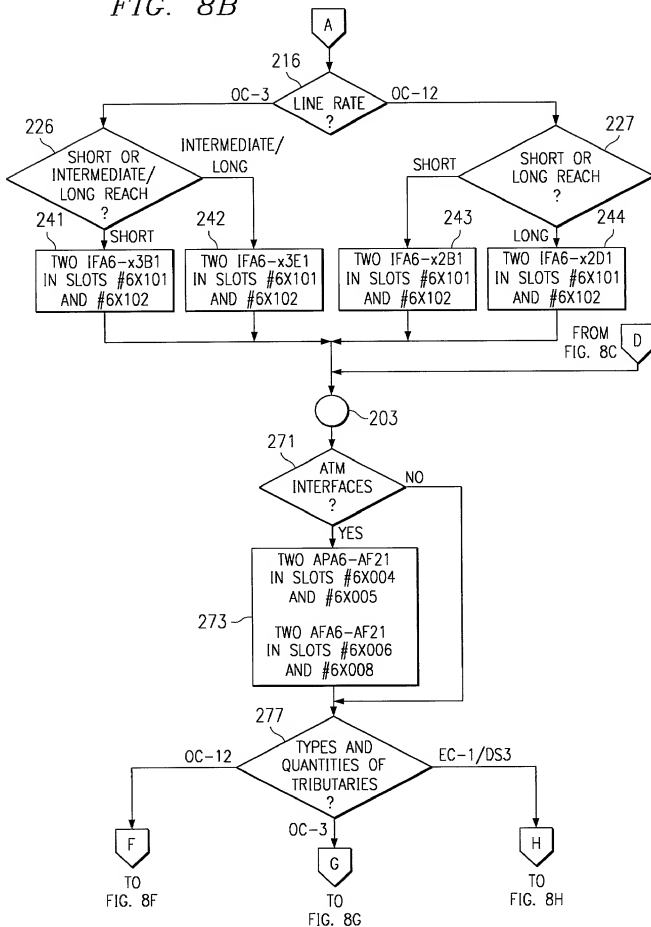 FIG. 8B
A
216
OC-3
LINE RATE
?
OC-12
226
SHORT OR
INTERMEDIATE/
LONG REACH
?
INTERMEDIATE/
LONG
SHORT
227
SHORT OR
LONG REACH
?
SHORT
LONG
241
TWO IFA6-x3B1
IN SLOTS #6X101
AND #6X102
242
TWO IFA6-x3E1
IN SLOTS #6X101
AND #6X102
243
TWO IFA6-x2B1
IN SLOTS #6X101
AND #6X102
244
TWO IFA6-x2D1
IN SLOTS #6X101
AND #6X102
FROM
FIG. 8C
D
203
271
ATM
INTERFACES
?
NO
YES
273
TWO APA6-AF21
IN SLOTS #6X004
AND #6X005
TWO AFA6-AF21
IN SLOTS #6X006
AND #6X008
277
OC-12
TYPES AND
QUANTITIES OF
TRIBUTARIES
?
EC-1/DS3
OC-3
F
TO
FIG. 8F
G
TO
FIG. 8G
H
TO
FIG. 8H